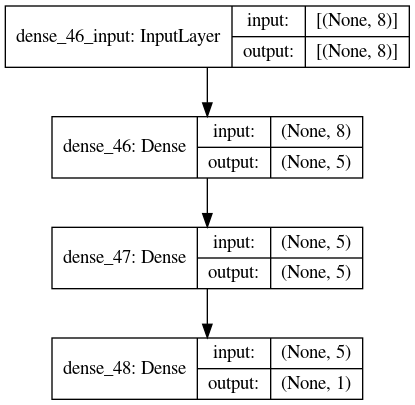 dense_46_input: InputLayer
input: [(None, 8)]
output: [(None, 8)]
dense_46: Dense
input: (None, 8)
output: (None, 5)
dense_47: Dense
input: (None, 5)
output: (None, 5)
dense_48: Dense
input: (None, 5)
output: (None, 1)